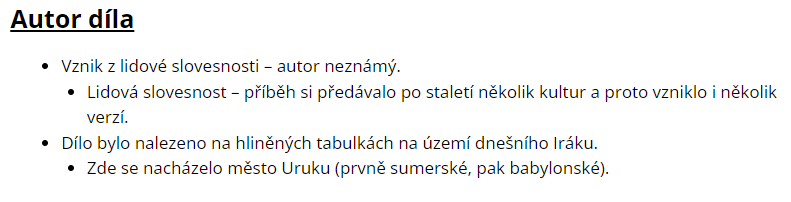 Autor díla
Vznik z lidové slovesnosti – autor neznámý.
Lidová slovesnost – příběh si předávalo po staletí několik kultur a proto vzniklo i několik
verzí.
Dílo bylo nalezeno na hliněných tabulkách na území dnešního Iráku.
Zde se nacházelo město Uruku (prvně sumerské, pak babylonské).